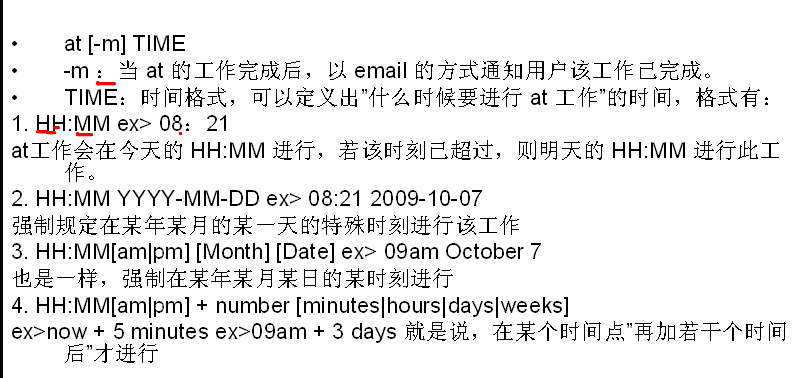 • at [-m] TIME
• -m ：当 at 的工作完成后，以 email 的方式通知用户该工作已完成。
• TIME：时间格式，可以定义出”什么时候要进行 at 工作”的时间，格式有：
1. HH:MM ex> 08：21
at工作会在今天的 HH:MM 进行，若该时刻已超过，则明天的 HH:MM 进行此工
作。
2. HH:MM YYYY-MM-DD ex> 08:21 2009-10-07
强制规定在某年某月的某一天的特殊时刻进行该工作
3. HH:MM[am|pm] [Month] [Date] ex> 09am October 7
也是一样，强制在某年某月某日的某时刻进行
4. HH:MM[am|pm] + number [minutes|hours|days|weeks]
ex>now + 5 minutes ex>09am + 3 days 就是说，在某个时间点”再加若干个时间
后”才进行